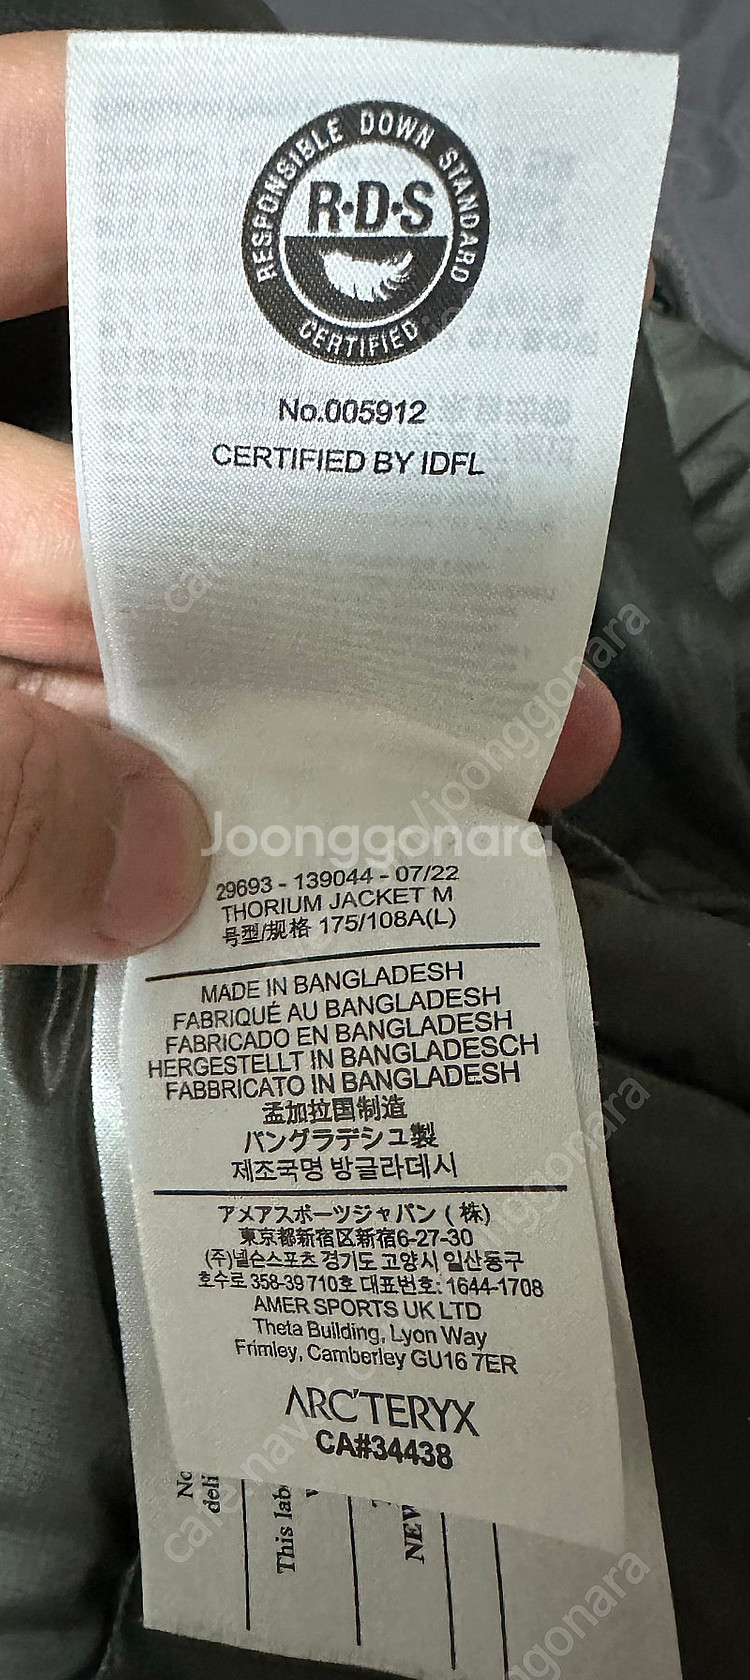 RESPONSIBLE DOWN STANDARD
R·D·S
CERTIFIED
No.005912
CERTIFIED BY IDFL
Joonggonara
29693 - 139044 - 07/22
THORIUM JACKET M
号型/规格 175/108A(L)
MADE IN BANGLADESH
FABRIQUÉ AU BANGLADESH
FABRICADO EN BANGLADESH
HERGESTELLT IN BANGLADESCH
FABBRICATO IN BANGLADESH
孟加拉国制造
バングラデシュ製
제조국명 방글라데시
アメアスポーツジャパン (株)
東京都新宿区新宿6-27-30
(주)넬슨스포츠 경기도 고양시 일산동구
호수로 358-39 710호 대표번호: 1644-1708
AMER SPORTS UK LTD
Theta Building, Lyon Way
Frimley, Camberley GU16 7ER
ARC'TERYX
CA#34438
This
NEW